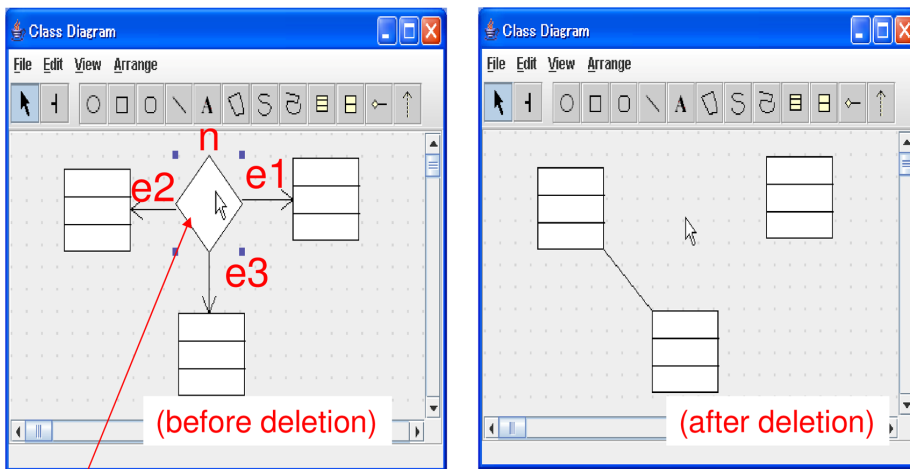 Class Diagram
File Edit View Arrange
A
n
e2
e1
e3
(before deletion)
Class Diagram
File Edit View Arrange
A
(after deletion)